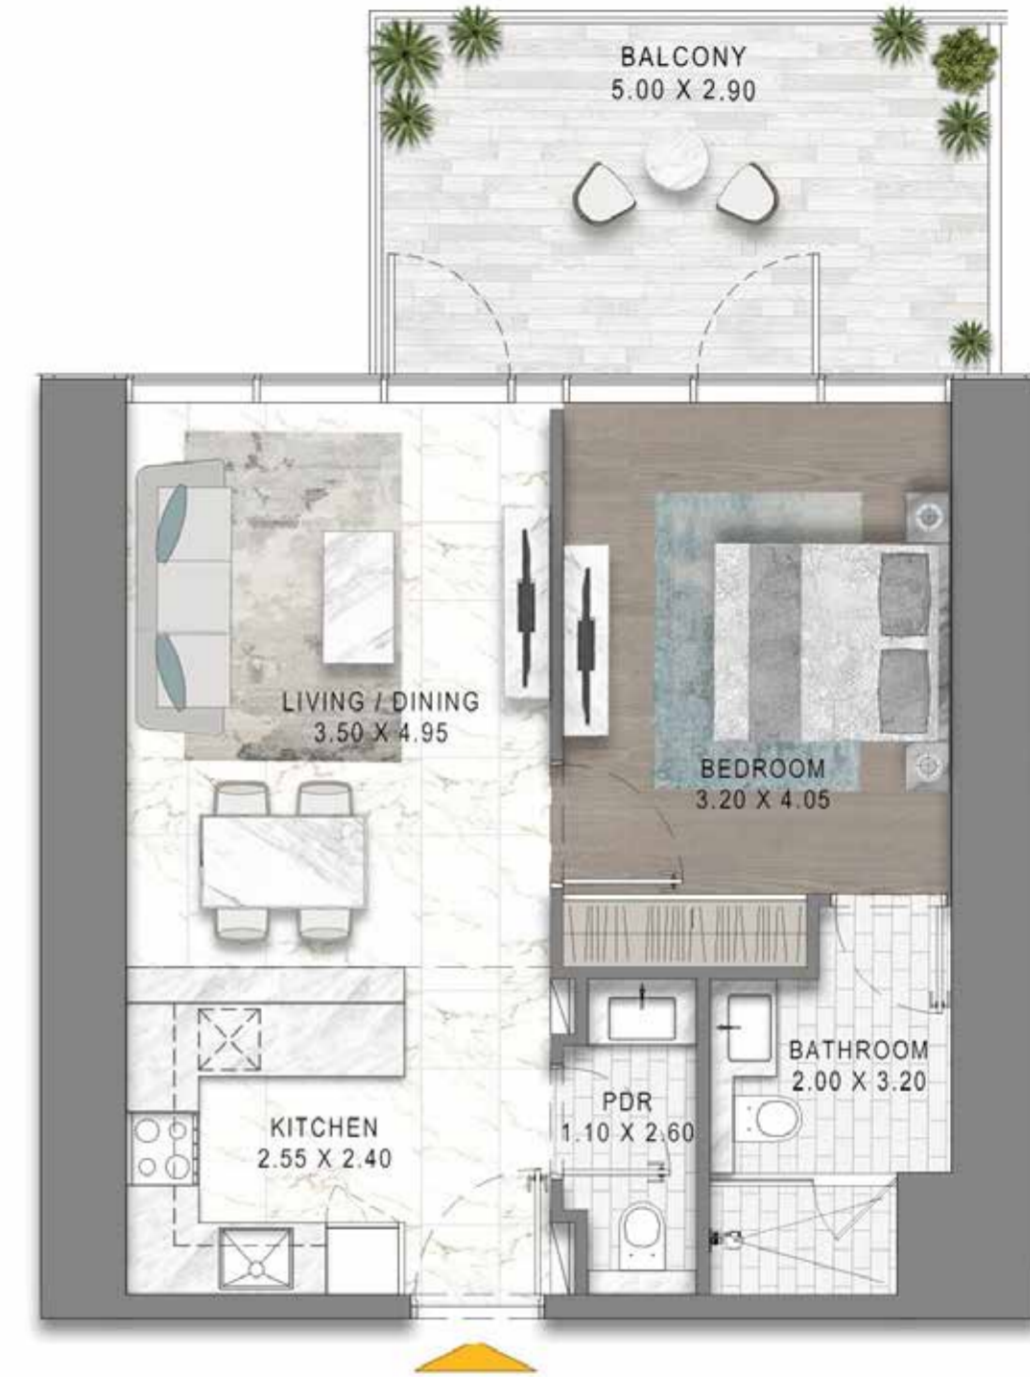 BALCONY
5.00 X 2.90
LIVING / DINING
3.50 X 4.95
BEDROOM
3.20 X 4.05
KITCHEN
2.55 X 2.40
PDR
1.10 X 2.60
BATHROOM
2.00 X 3.20